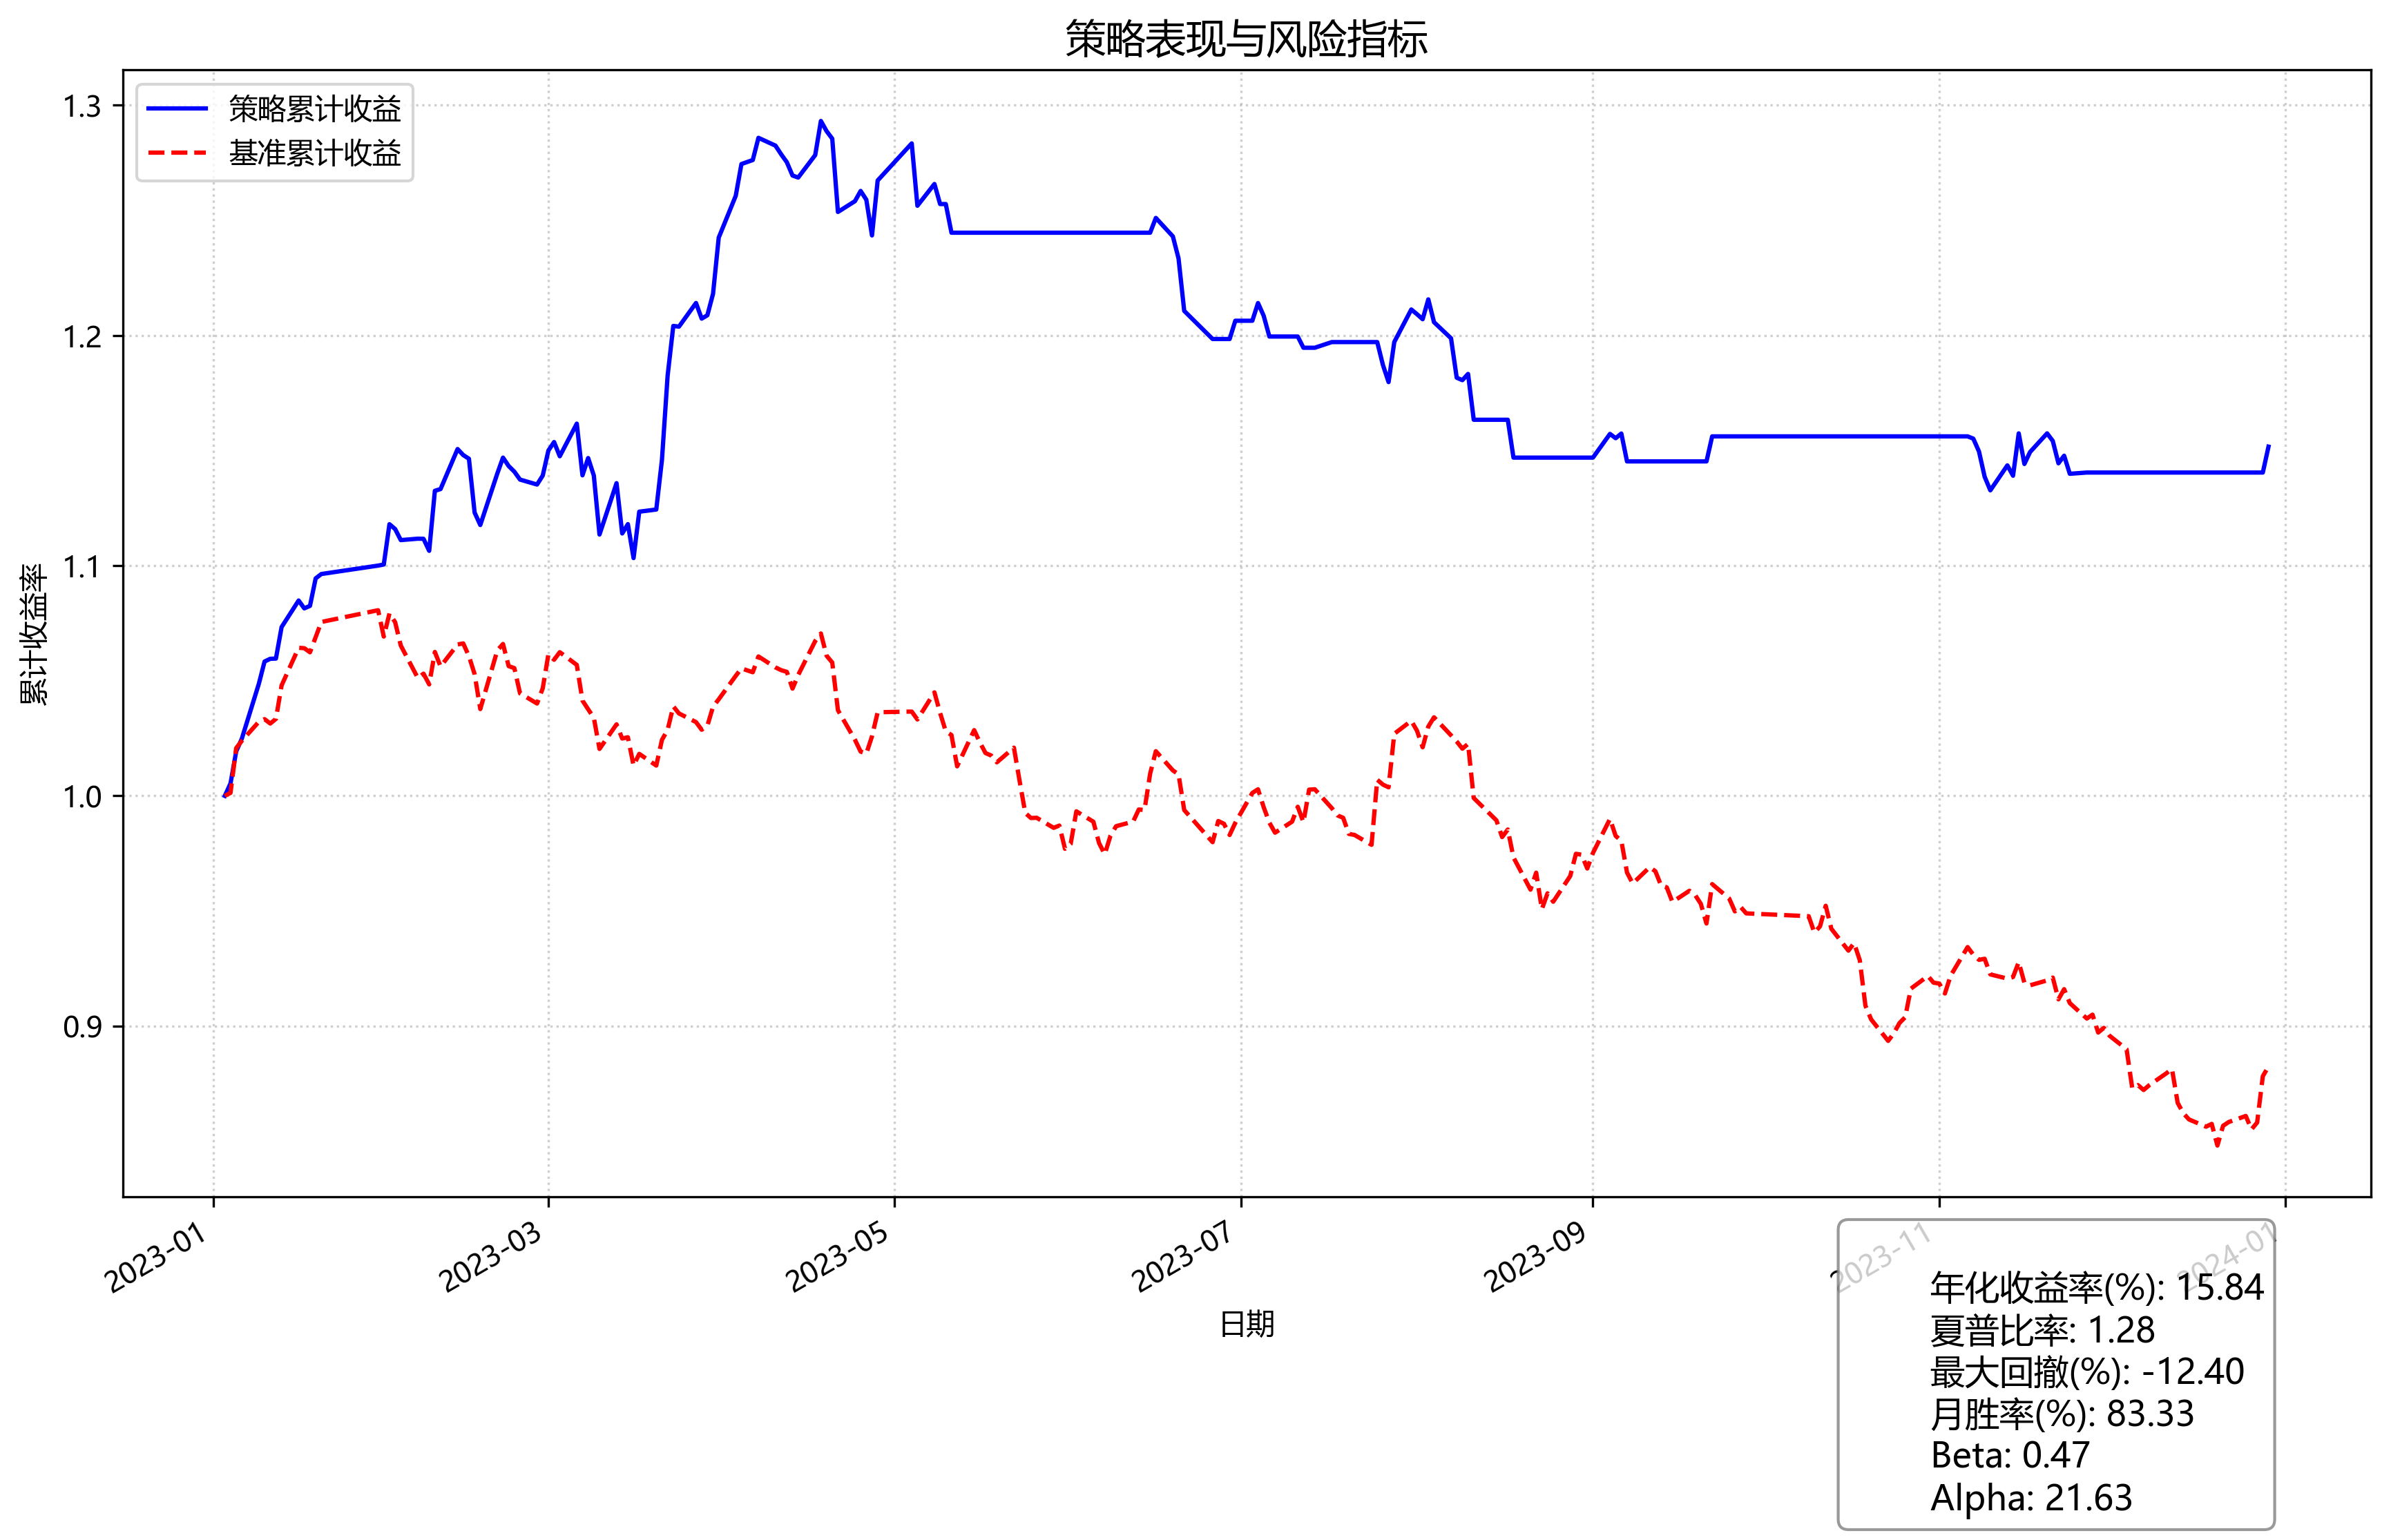 策略表现与风险指标
策略累计收益
基准累计收益
1.3
1.2
1.1
1.0
0.9
累计收益率
2023-01
2023-03
2023-05
2023-07
2023-09
2023-11
2024-01
日期
年化收益率(%): 15.84
夏普比率: 1.28
最大回撤(%): -12.40
月胜率(%): 83.33
Beta: 0.47
Alpha: 21.63